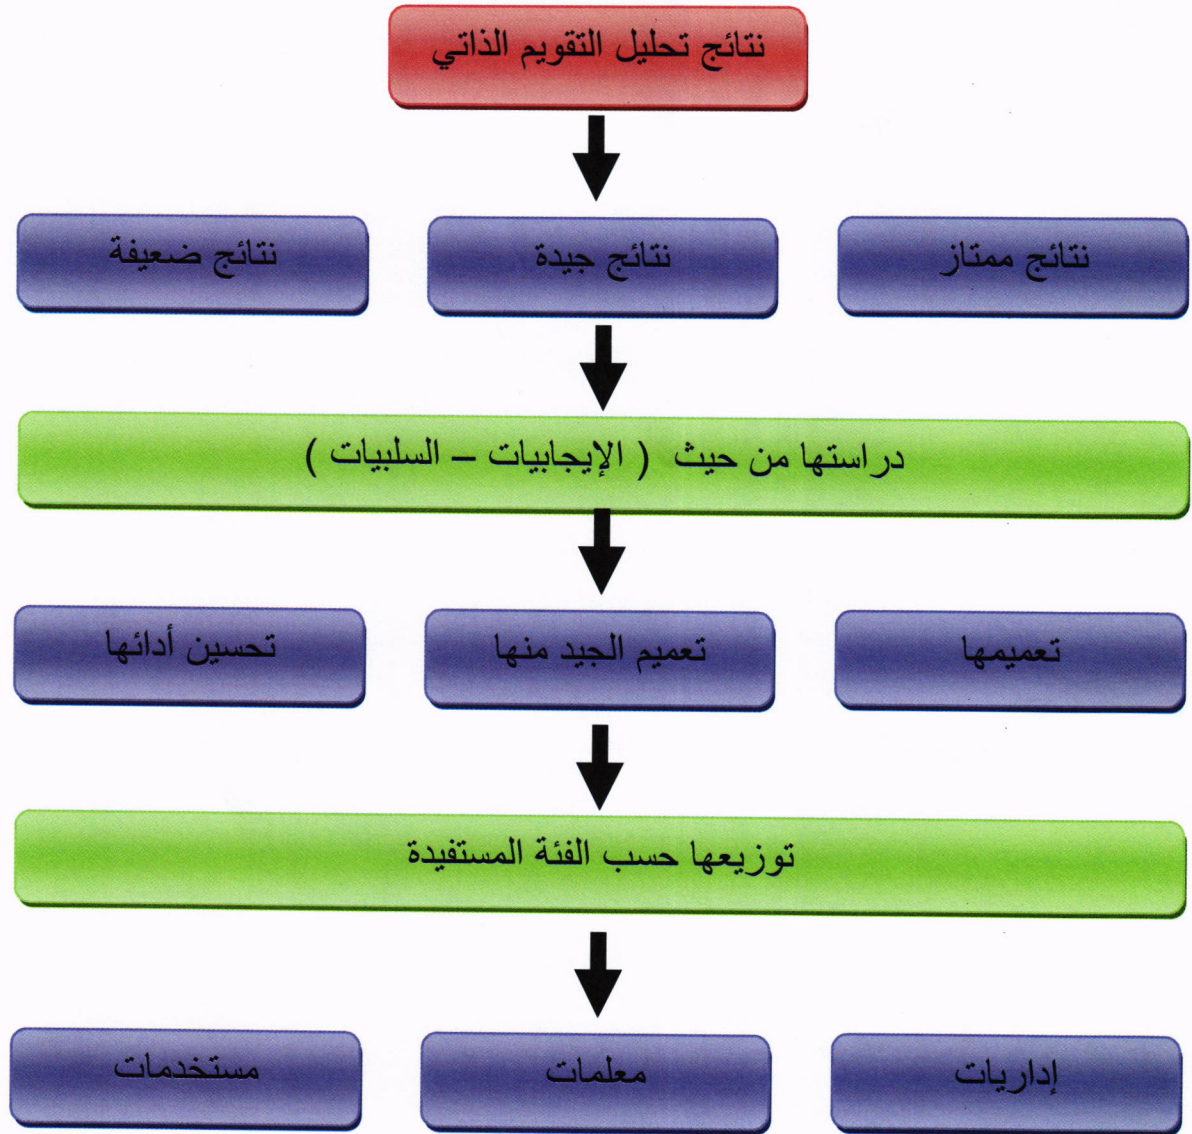 نتائج تحليل التقويم الذاتي
نتائج ممتاز
نتائج جيدة
نتائج ضعيفة
دراستها من حيث ( الإيجابيات – السلبيات )
تعميمها
تعميم الجيد منها
تحسين أدائها
توزيعها حسب الفئة المستفيدة
إداريات
معلمات
مستخدمات